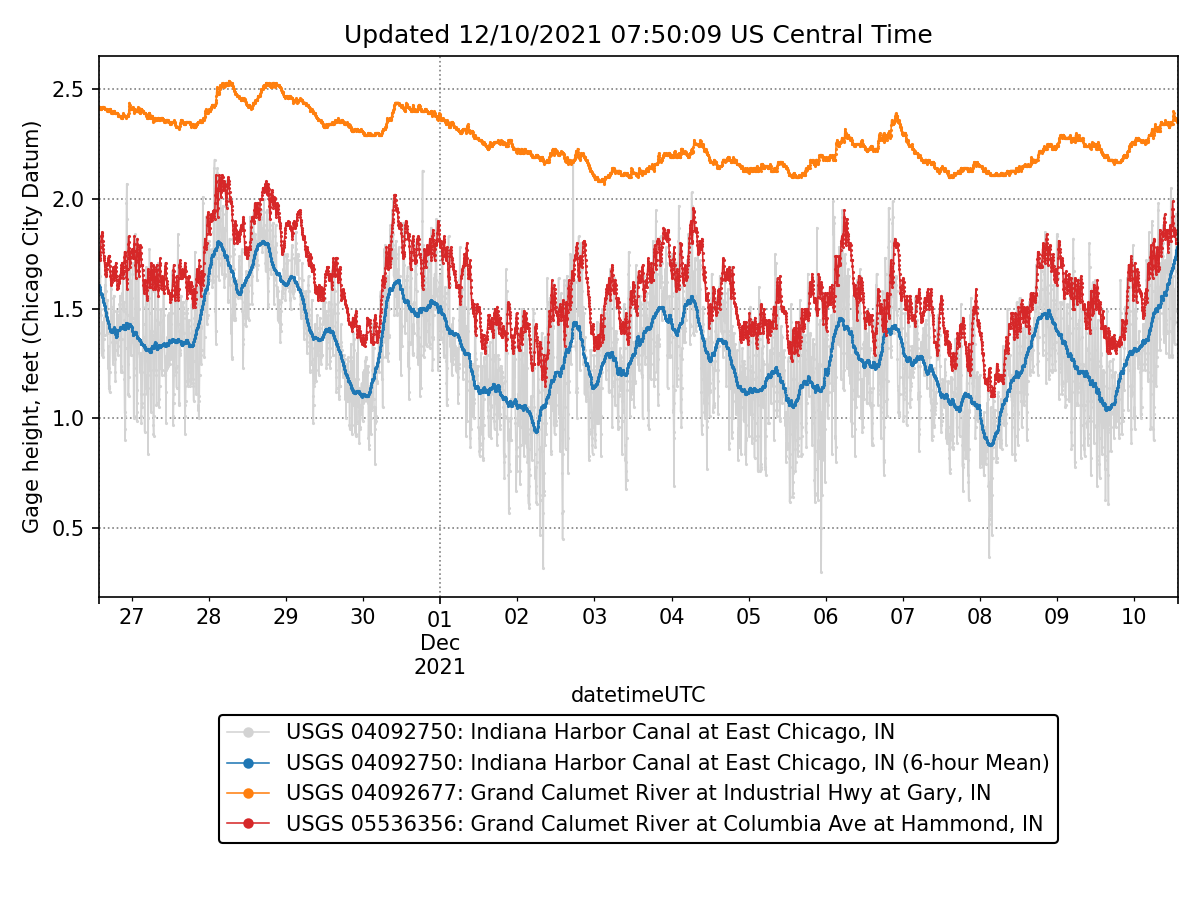 Updated 12/10/2021 07:50:09 US Central Time
Gage height, feet (Chicago City Datum)
2.5
2.0
1.5
1.0
0.5
27 28 29 30 01 02 03 04 05 06 07 08 09 10
Dec
2021
datetimeUTC
USGS 04092750: Indiana Harbor Canal at East Chicago, IN
USGS 04092750: Indiana Harbor Canal at East Chicago, IN (6-hour Mean)
USGS 04092677: Grand Calumet River at Industrial Hwy at Gary, IN
USGS 05536356: Grand Calumet River at Columbia Ave at Hammond, IN